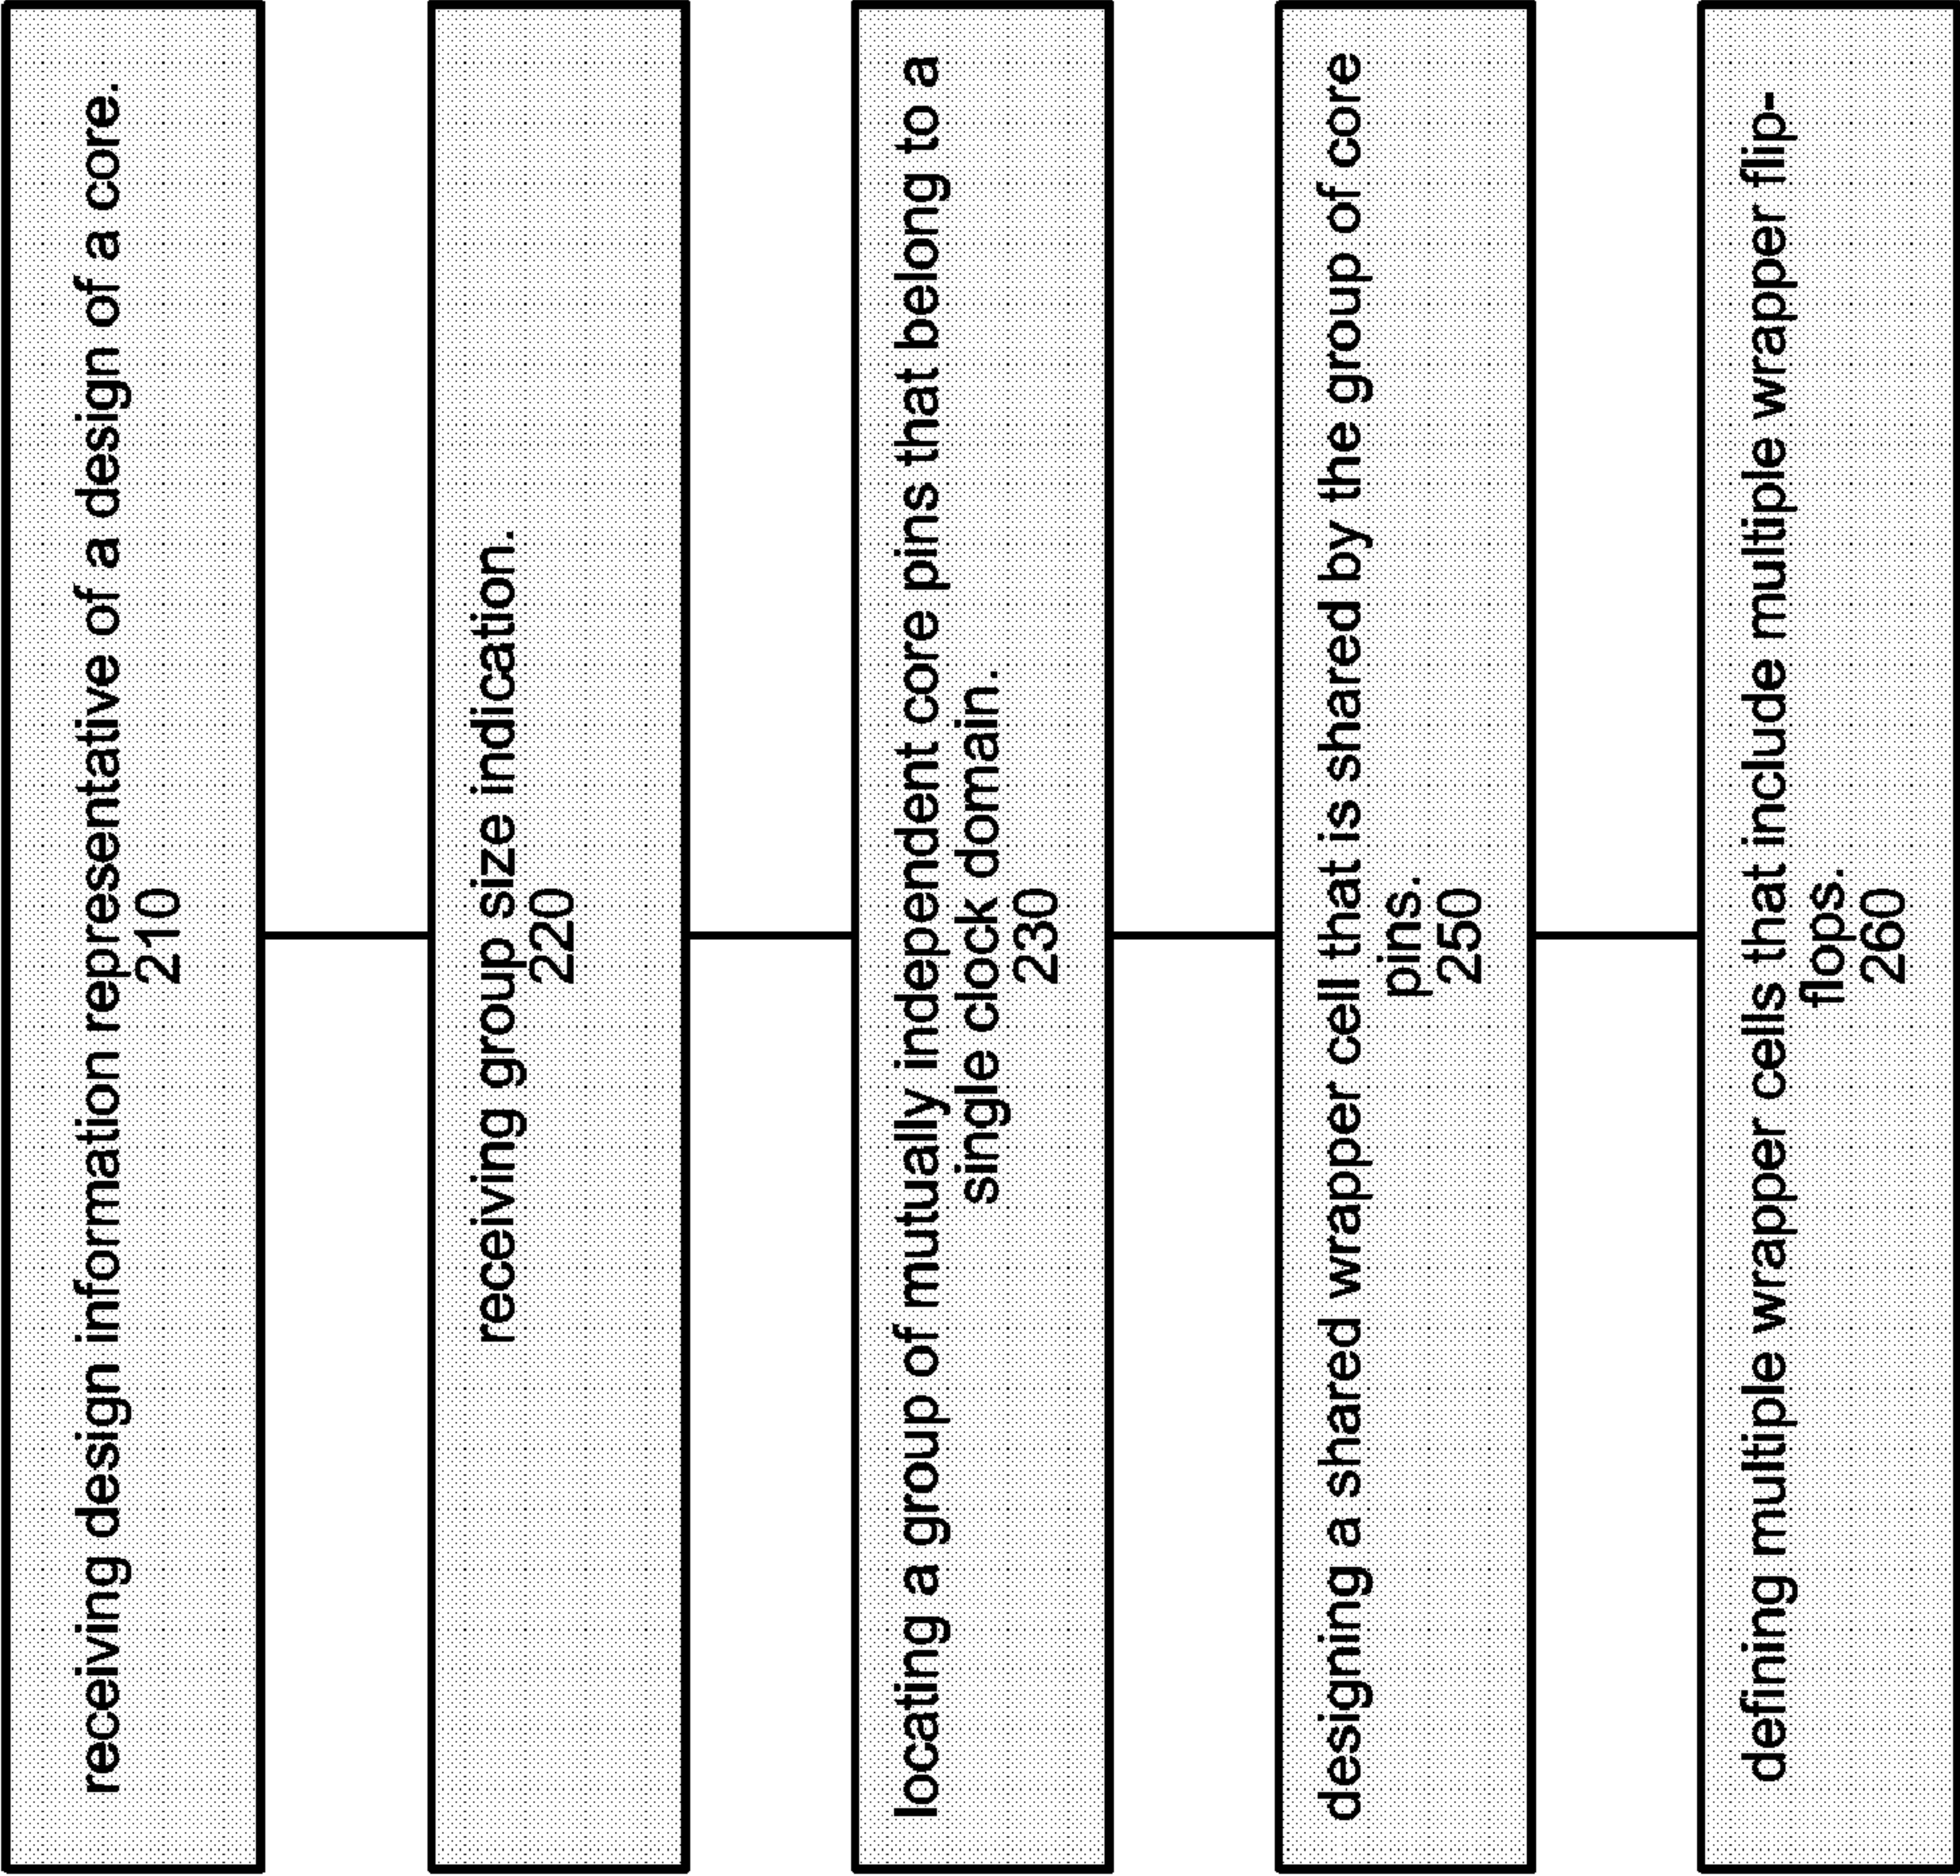 receiving design information representative of a design of a core.
210
receiving group size indication.
220
locating a group of mutually independent core pins that belong to a
single clock domain.
230
designing a shared wrapper cell that is shared by the group of core
pins.
250
defining multiple wrapper cells that include multiple wrapper flip-
flops.
260